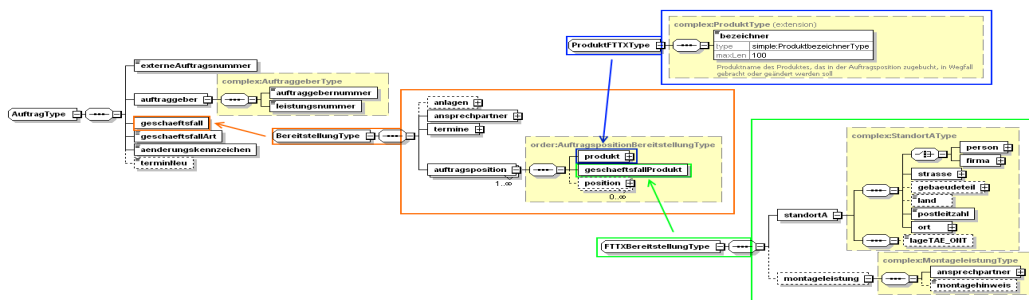 complex:ProduktType (extension)
ProduktFTTXType
bezeichner
type simple:ProduktbezeichnerType
maxLen 100
Produktname des Produktes, das in der Auftragsposition zugebucht, in Wegfall
gebracht oder geändert werden soll
externeAuftragsnummer
complex:AuftraggeberType
auftraggeber
auftraggebernummer
leistungsnummer
AuftragType
geschaeftsfall
geschaeftsfallArt
aenderungskennzeichen
terminNeu
BereitstellungType
anlagen
ansprechpartner
termine
order:AuftragspositionBereitstellungType
auftragsposition
1..∞
produkt
geschaeftsfallProdukt
position
0..∞
FTTXBereitstellungType
complex:StandortAType
standortA
person
firma
strasse
gebaeudeteil
land
postleitzahl
ort
lageTAE_ONT
complex:MontageleistungType
montageleistung
ansprechpartner
montagehinweis